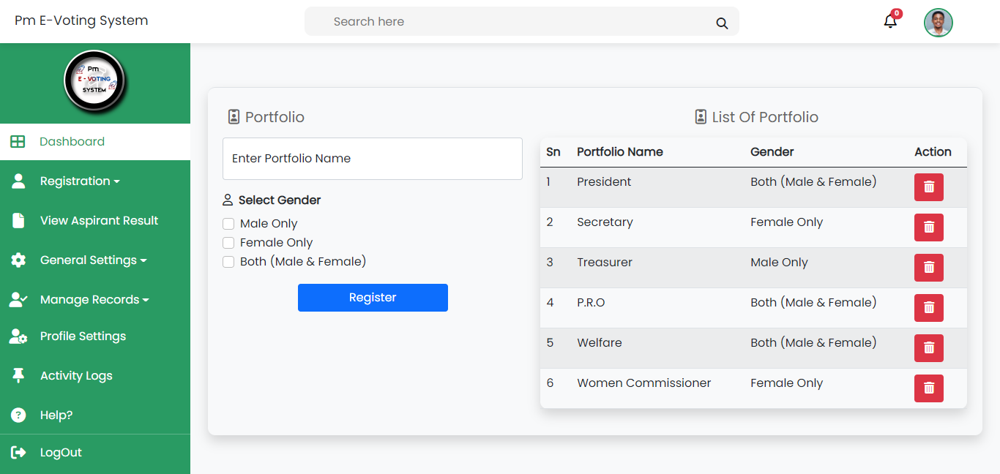 Pm E-Voting System
Search here
0
Pm
E - VOTING
SYSTEM
Dashboard
Registration
View Aspirant Result
General Settings
Manage Records
Profile Settings
Activity Logs
Help?
LogOut
Portfolio
Enter Portfolio Name
Select Gender
Male Only
Female Only
Both (Male & Female)
Register
List Of Portfolio
Sn Portfolio Name Gender Action
1 President Both (Male & Female)
2 Secretary Female Only
3 Treasurer Male Only
4 P.R.O Both (Male & Female)
5 Welfare Both (Male & Female)
6 Women Commissioner Female Only